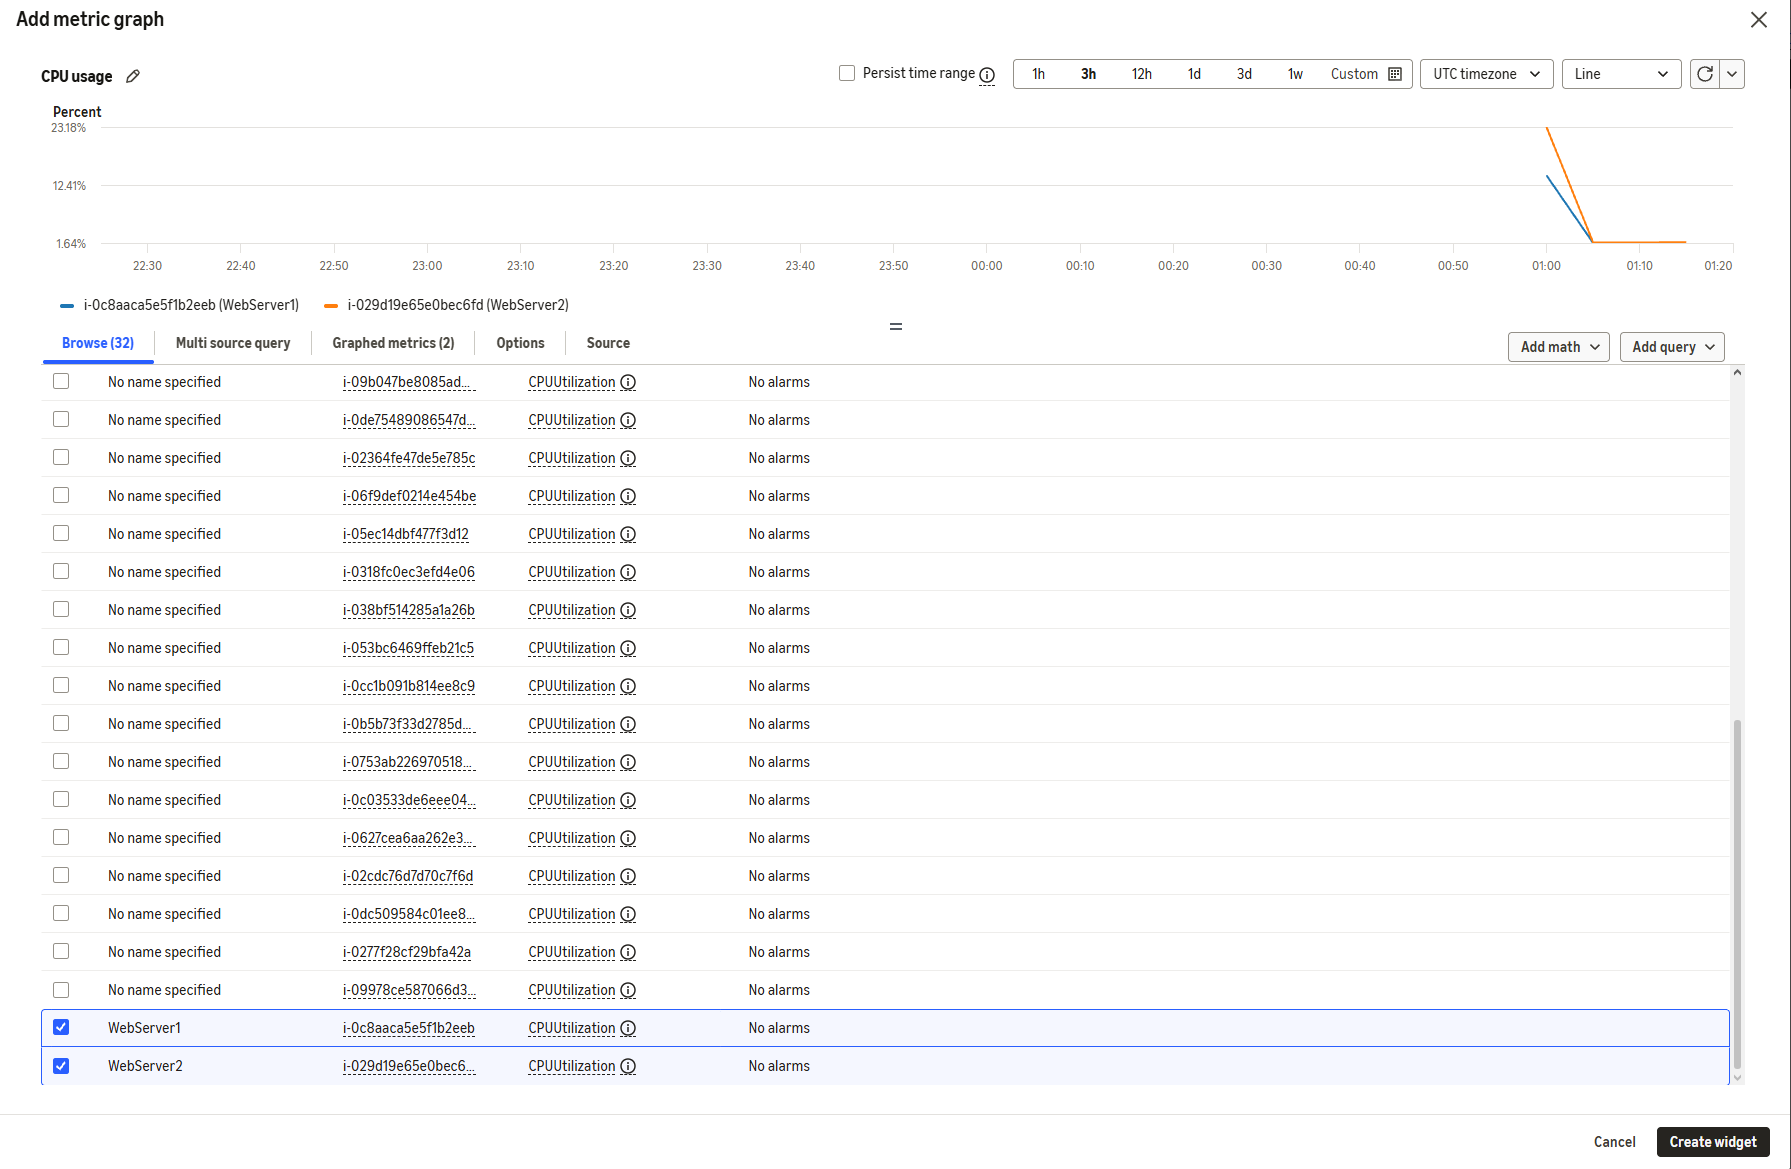 Add metric graph
CPU usage
Persist time range
1h 3h 12h 1d 3d 1w Custom
UTC timezone
Line
Percent
23.18%
12.41%
1.64%
22:30 22:40 22:50 23:00 23:10 23:20 23:30 23:40 23:50 00:00 00:10 00:20 00:30 00:40 00:50 01:00 01:10 01:20
i-0c8aaca5e5f1b2eeb (WebServer1) i-029d19e65e0bec6fd (WebServer2)
Browse (32) Multi source query Graphed metrics (2) Options Source
Add math Add query
No name specified i-09b047be8085ad... CPUUtilization No alarms
No name specified i-0de75489086547d... CPUUtilization No alarms
No name specified i-02364fe47de5e785c CPUUtilization No alarms
No name specified i-06f9def0214e454be CPUUtilization No alarms
No name specified i-05ec14dbf477f3d12 CPUUtilization No alarms
No name specified i-0318fc0ec3efd4e06 CPUUtilization No alarms
No name specified i-038bf514285a1a26b CPUUtilization No alarms
No name specified i-053bc6469ffeb21c5 CPUUtilization No alarms
No name specified i-0cc1b091b814ee8c9 CPUUtilization No alarms
No name specified i-0b5b73f33d2785d... CPUUtilization No alarms
No name specified i-0753ab226970518... CPUUtilization No alarms
No name specified i-0c03533de6eee04... CPUUtilization No alarms
No name specified i-0627cea6aa262e3... CPUUtilization No alarms
No name specified i-02cdc76d7d70c7f6d CPUUtilization No alarms
No name specified i-0dc509584c01ee8... CPUUtilization No alarms
No name specified i-0277f28cf29bfa42a CPUUtilization No alarms
No name specified i-09978ce587066d3... CPUUtilization No alarms
WebServer1 i-0c8aaca5e5f1b2eeb CPUUtilization No alarms
WebServer2 i-029d19e65e0bec6... CPUUtilization No alarms
Cancel Create widget